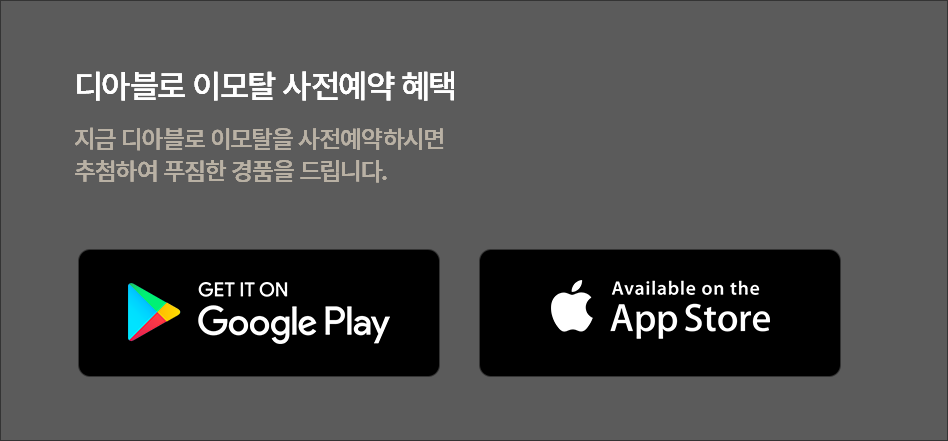 디아블로 이모탈 사전예약 혜택
지금 디아블로 이모탈을 사전예약하시면
추첨하여 푸짐한 경품을 드립니다.
GET IT ON
Google Play
Available on the
App Store